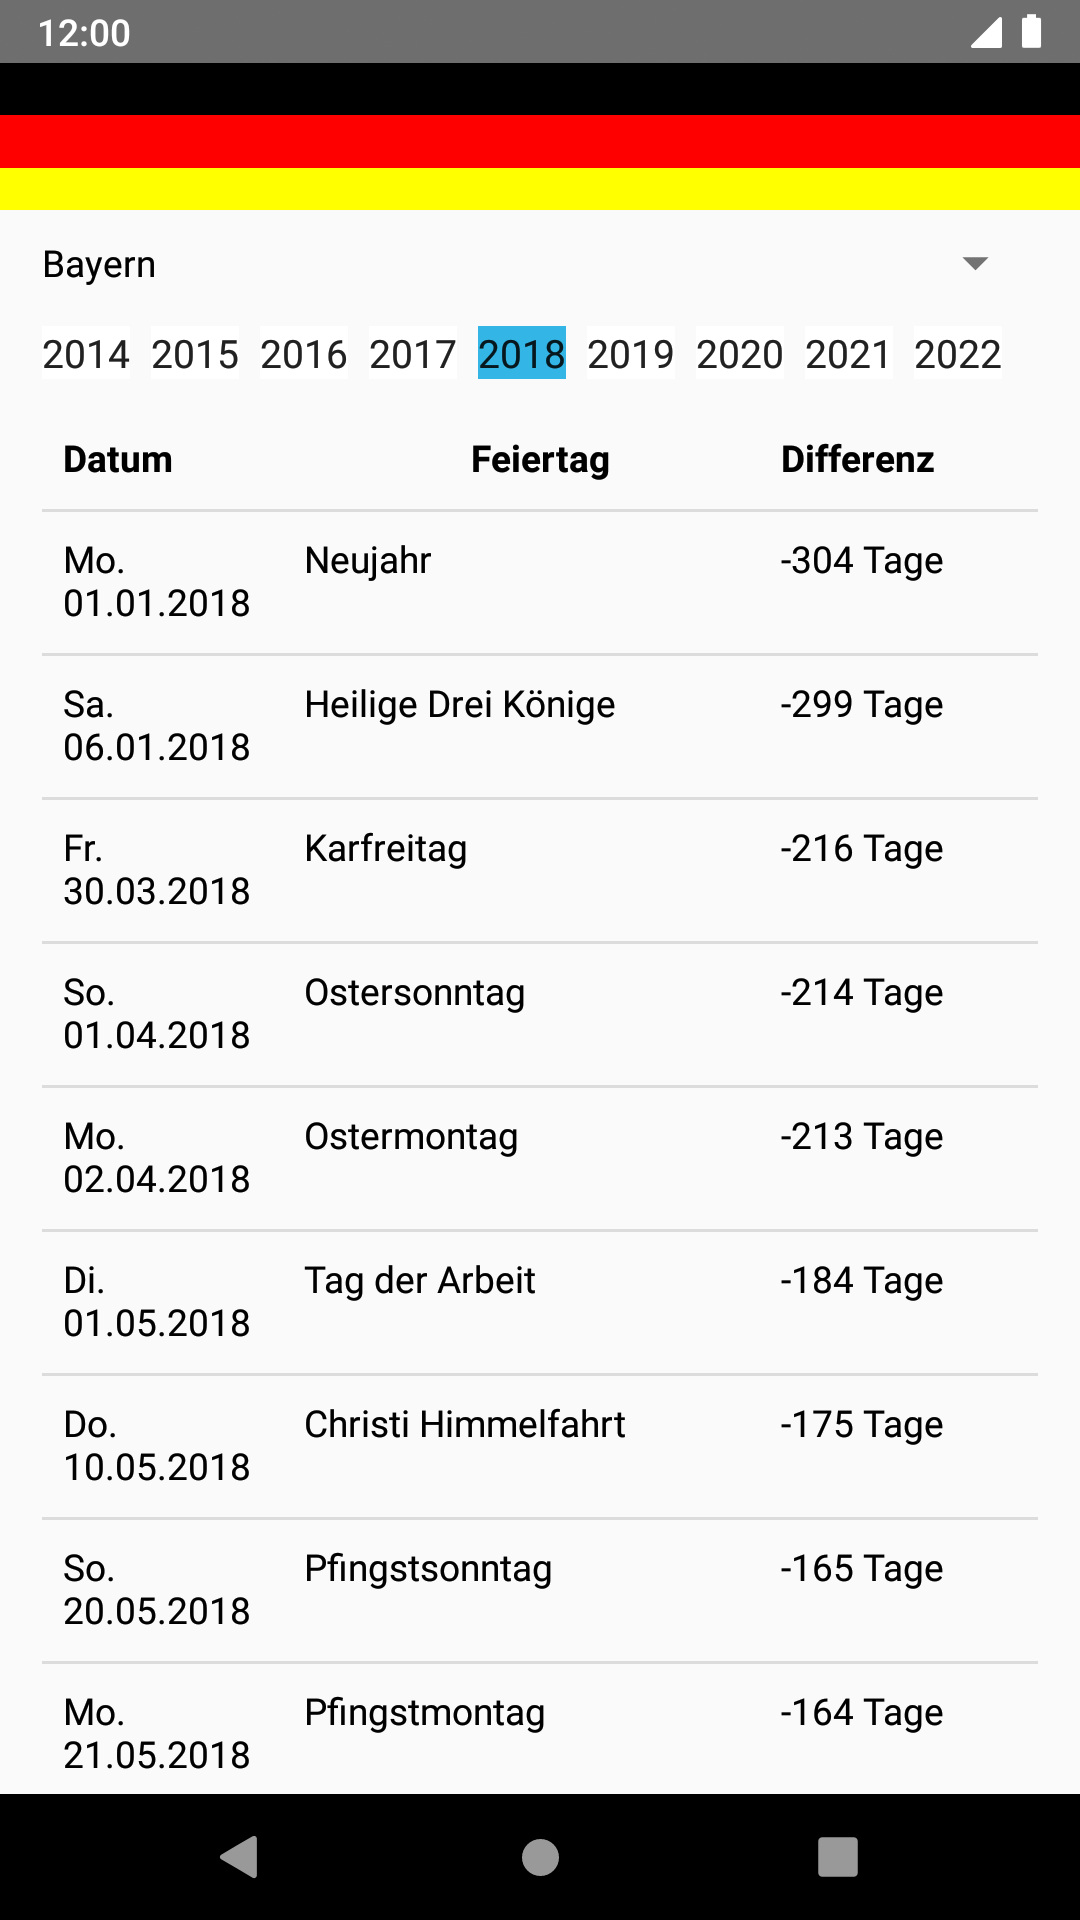 12:00
Bayern
2014 2015 2016 2017 2018 2019 2020 2021 2022
Datum Feiertag Differenz
Mo. Neujahr -304 Tage
01.01.2018
Sa. Heilige Drei Könige -299 Tage
06.01.2018
Fr. Karfreitag -216 Tage
30.03.2018
So. Ostersonntag -214 Tage
01.04.2018
Mo. Ostermontag -213 Tage
02.04.2018
Di. Tag der Arbeit -184 Tage
01.05.2018
Do. Christi Himmelfahrt -175 Tage
10.05.2018
So. Pfingstsonntag -165 Tage
20.05.2018
Mo. Pfingstmontag -164 Tage
21.05.2018